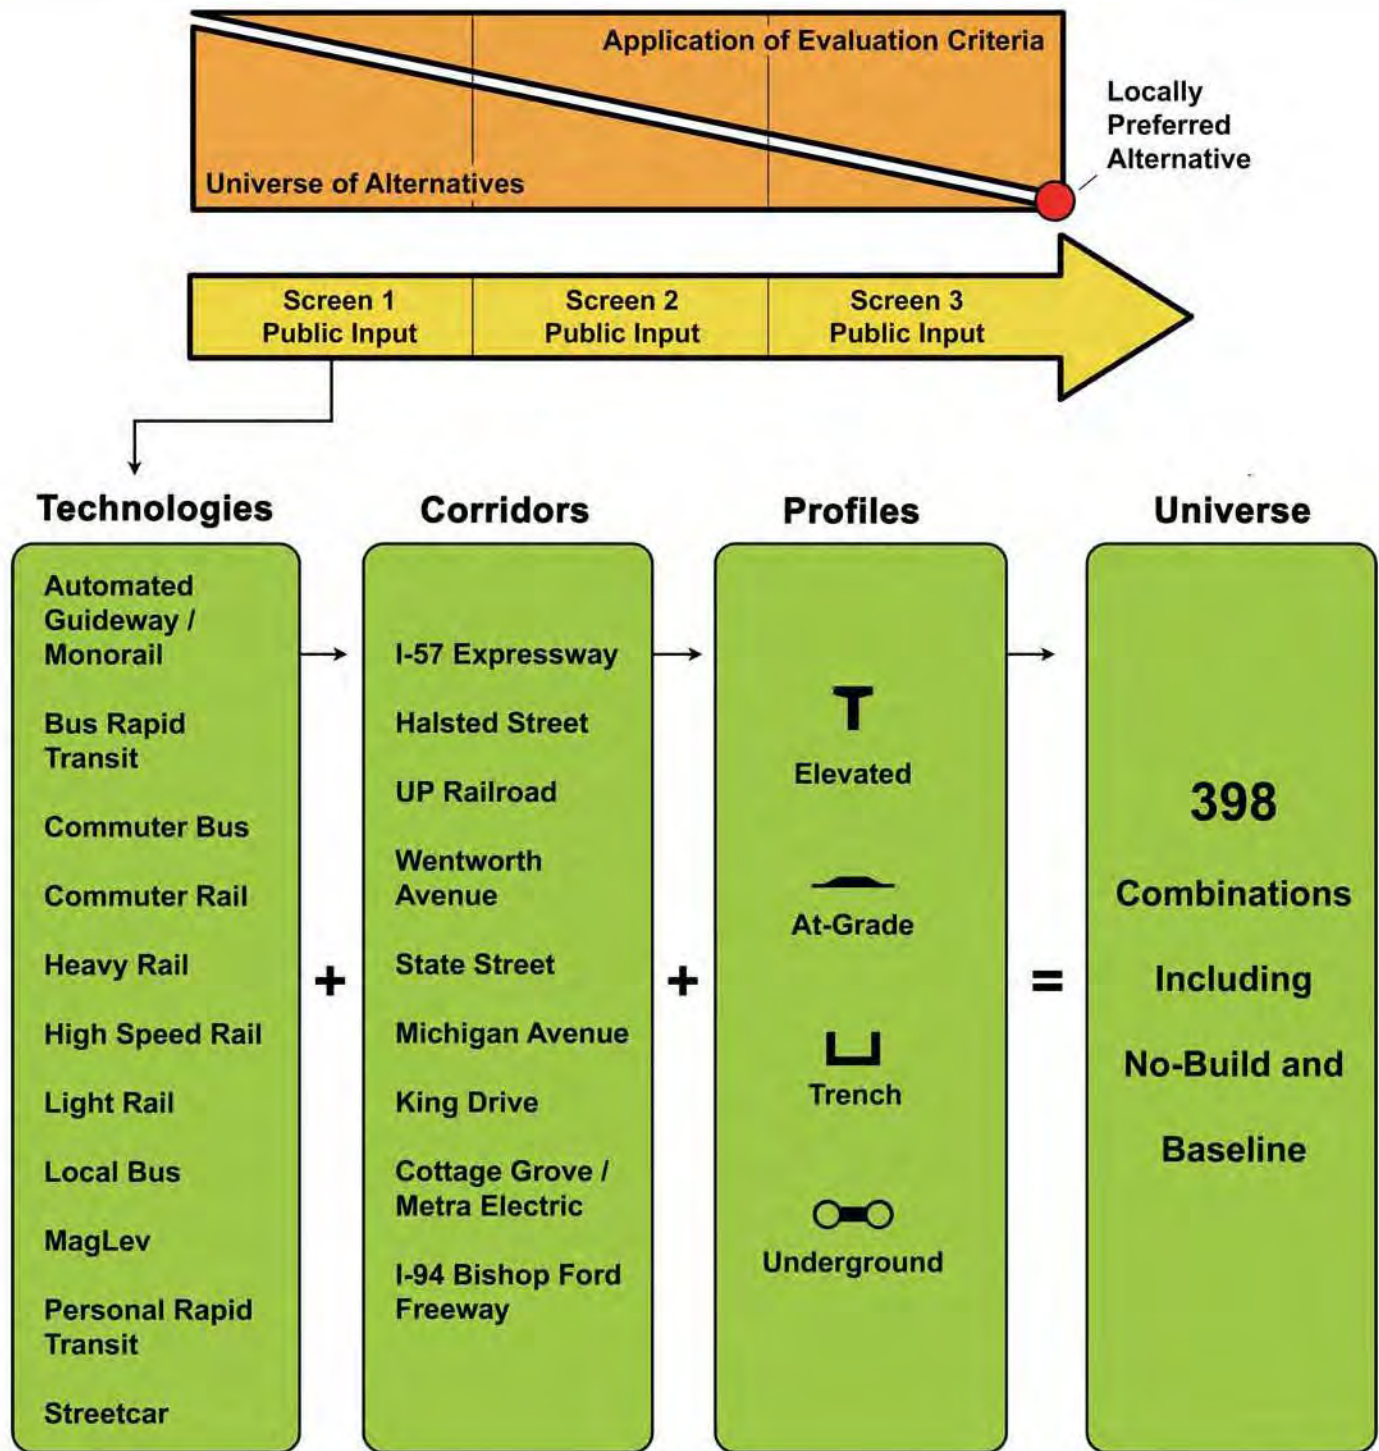 Application of Evaluation Criteria
Universe of Alternatives
Locally
Preferred
Alternative
Screen 1
Public Input
Screen 2
Public Input
Screen 3
Public Input
Technologies
Automated
Guideway /
Monorail
Bus Rapid
Transit
Commuter Bus
Commuter Rail
Heavy Rail
High Speed Rail
Light Rail
Local Bus
MagLev
Personal Rapid
Transit
Streetcar
+
Corridors
I-57 Expressway
Halsted Street
UP Railroad
Wentworth
Avenue
State Street
Michigan Avenue
King Drive
Cottage Grove /
Metra Electric
I-94 Bishop Ford
Freeway
+
Profiles
Elevated
At-Grade
Trench
Underground
=
Universe
398
Combinations
Including
No-Build and
Baseline